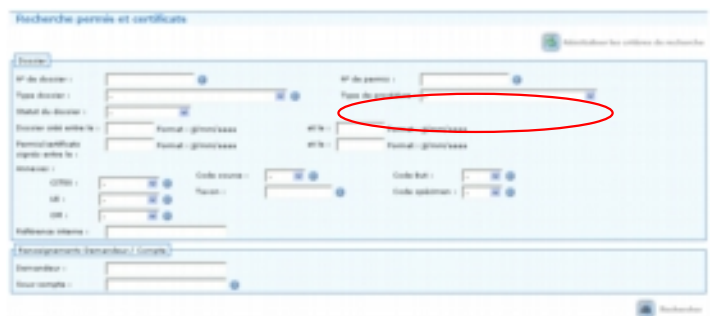 Recherche permis et certificats
Réinitialiser les critères de recherche
Dossier
N° de dossier : N° de permis :
Type dossier : - Type de procédure : -
Statut du dossier : -
Dossier créé entre le : Format : jj/mm/aaaa et le : Format : jj/mm/aaaa
Permis/certificats
signés entre le : Format : jj/mm/aaaa et le : Format : jj/mm/aaaa
Annexes :
CITES : - Code source : - Code but : -
UE : - Taxon : Code spécimen : -
Référence interne :
Renseignements Demandeur / Compte
Demandeur :
Sous-compte :
Rechercher